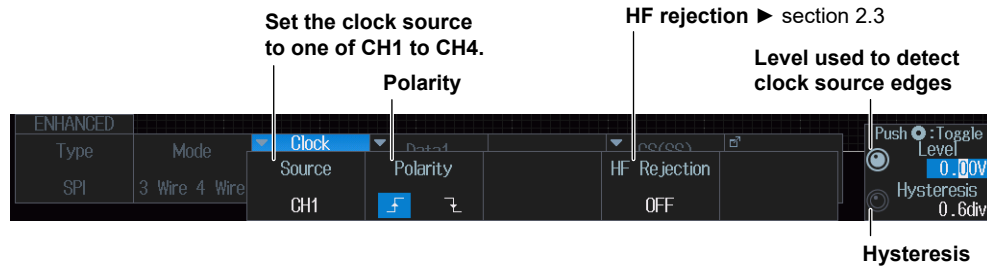 Set the clock source
to one of CH1 to CH4.
HF rejection ► section 2.3
Polarity
Level used to detect
clock source edges
ENHANCED
Type
SPI
Mode
3 Wire 4 Wire
Clock
Source
CH1
Data1
Polarity
HF Rejection
OFF
CS(SS)
Push :Toggle
Level
0.00V
Hysteresis
0.6div
Hysteresis